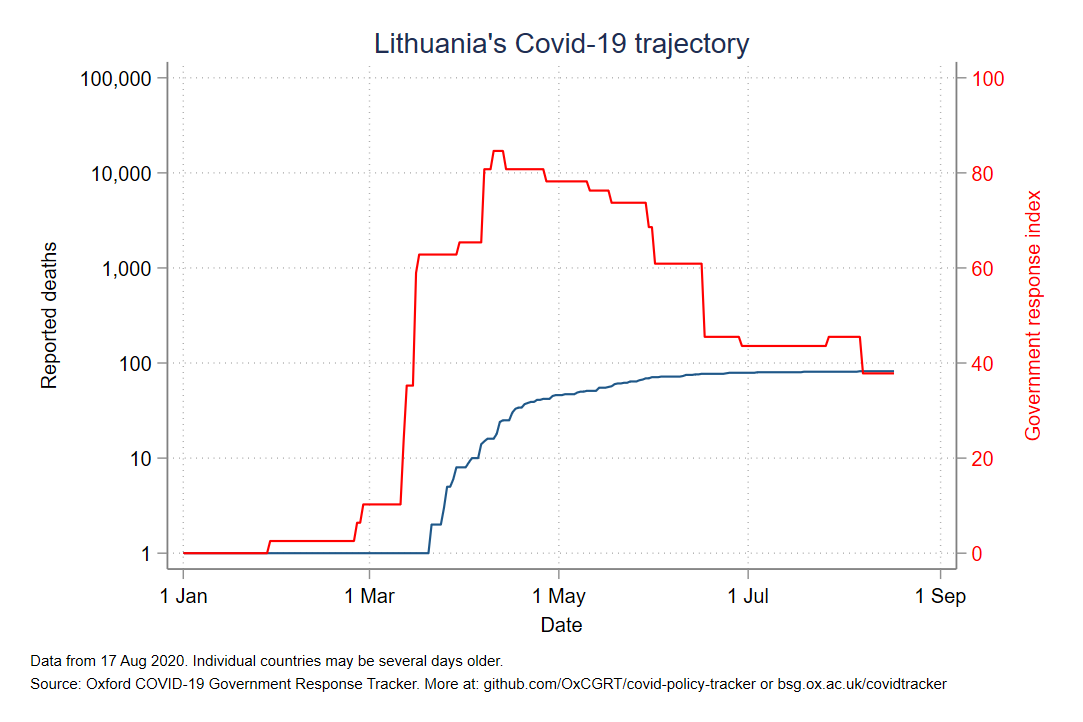 Lithuania's Covid-19 trajectory
100,000
10,000
1,000
100
10
1
Reported deaths
100
80
60
40
20
0
Government response index
1 Jan
1 Mar
1 May
1 Jul
1 Sep
Date
Data from 17 Aug 2020. Individual countries may be several days older.
Source: Oxford COVID-19 Government Response Tracker. More at: github.com/OxCGRT/covid-policy-tracker or bsg.ox.ac.uk/covidtracker